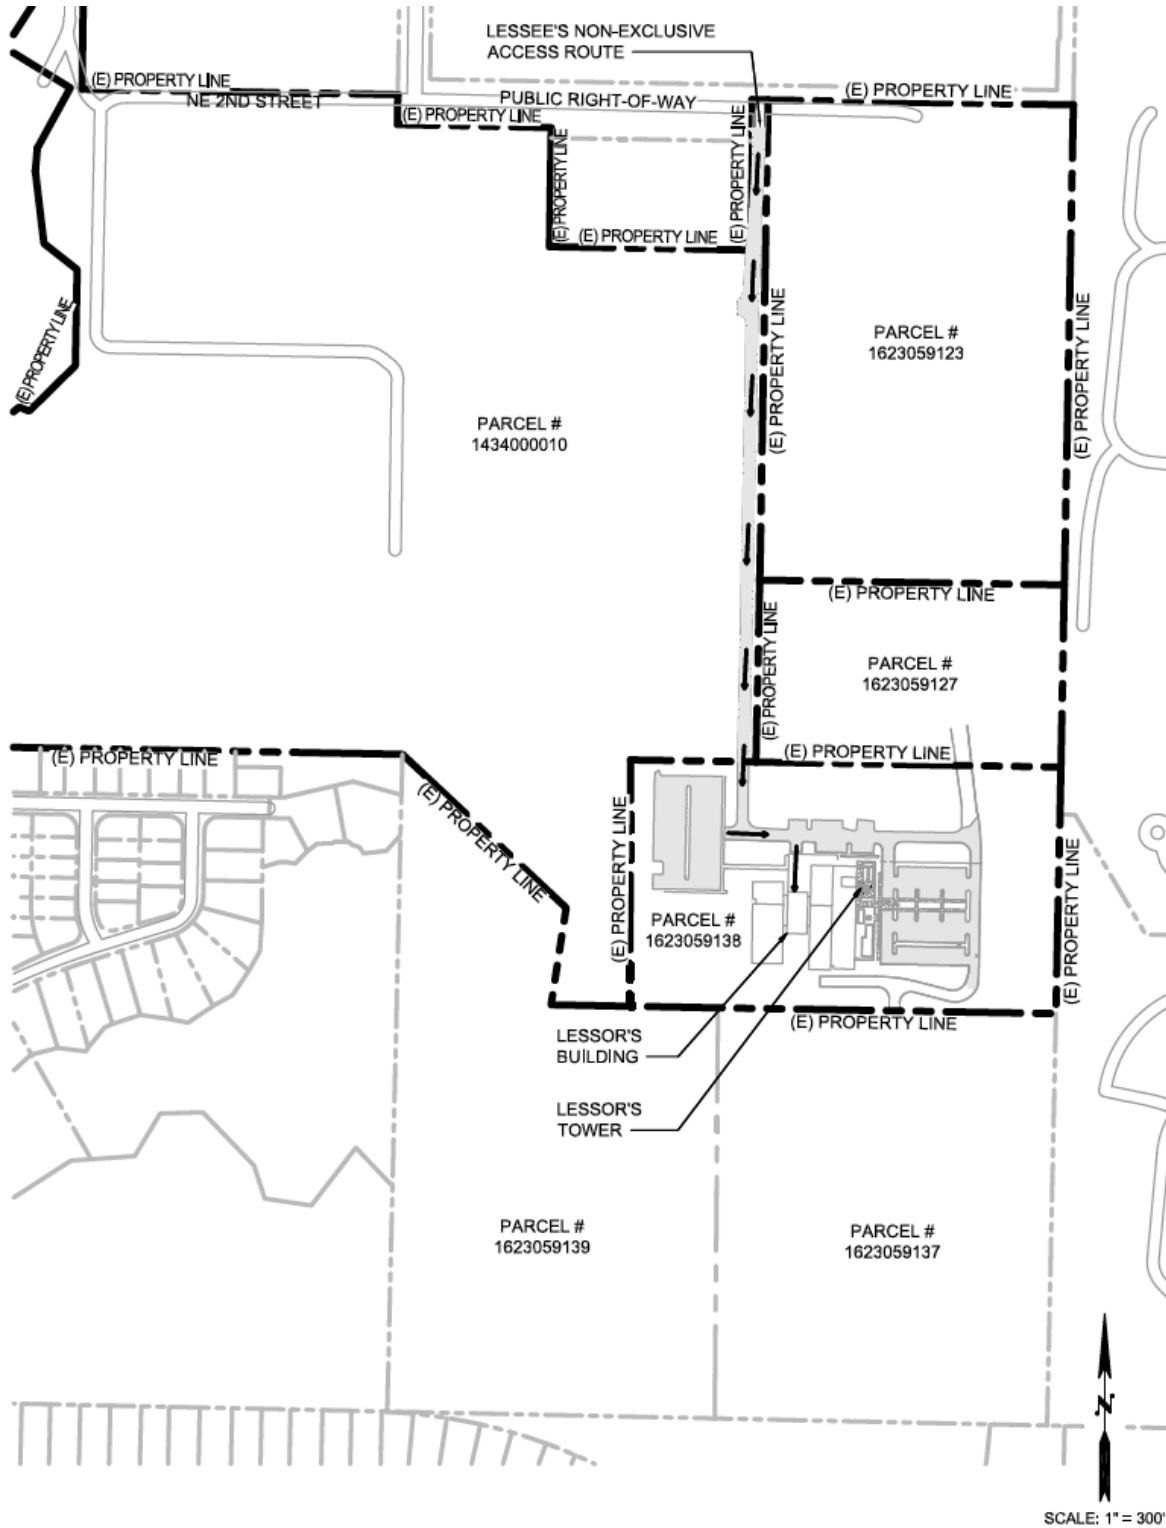 LESSEE'S NON-EXCLUSIVE
ACCESS ROUTE
(E) PROPERTY LINE
(E) PROPERTY LINE
NE 2ND STREET
PUBLIC RIGHT-OF-WAY
(E) PROPERTY LINE
(E) PROPERTY LINE
(E) PROPERTY LINE
(E) PROPERTY LINE
(E) PROPERTY LINE
(E) PROPERTY LINE
(E) PROPERTY LINE
PARCEL #
1623059123
(E) PROPERTY LINE
PARCEL #
1434000010
(E) PROPERTY LINE
(E) PROPERTY LINE
PARCEL #
1623059127
(E) PROPERTY LINE
(E) PROPERTY LINE
(E) PROPERTY LINE
(E) PROPERTY LINE
PARCEL #
1623059138
(E) PROPERTY LINE
(E) PROPERTY LINE
LESSOR'S
BUILDING
LESSOR'S
TOWER
PARCEL #
1623059139
PARCEL #
1623059137
N
SCALE: 1" = 300'